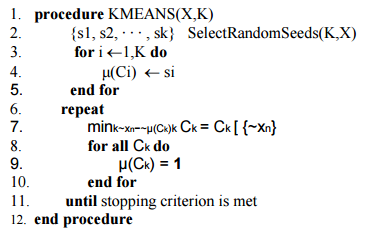 1. procedure KMEANS(X,K)
2. {s1, s2, · · · , sk} SelectRandomSeeds(K,X)
3. for i ←1,K do
4. µ(Ci) ← si
5. end for
6. repeat
7. mink~xn−~µ(Ck)k Ck = Ck [ {~xn}
8. for all Ck do
9. µ(Ck) = 1
10. end for
11. until stopping criterion is met
12. end procedure